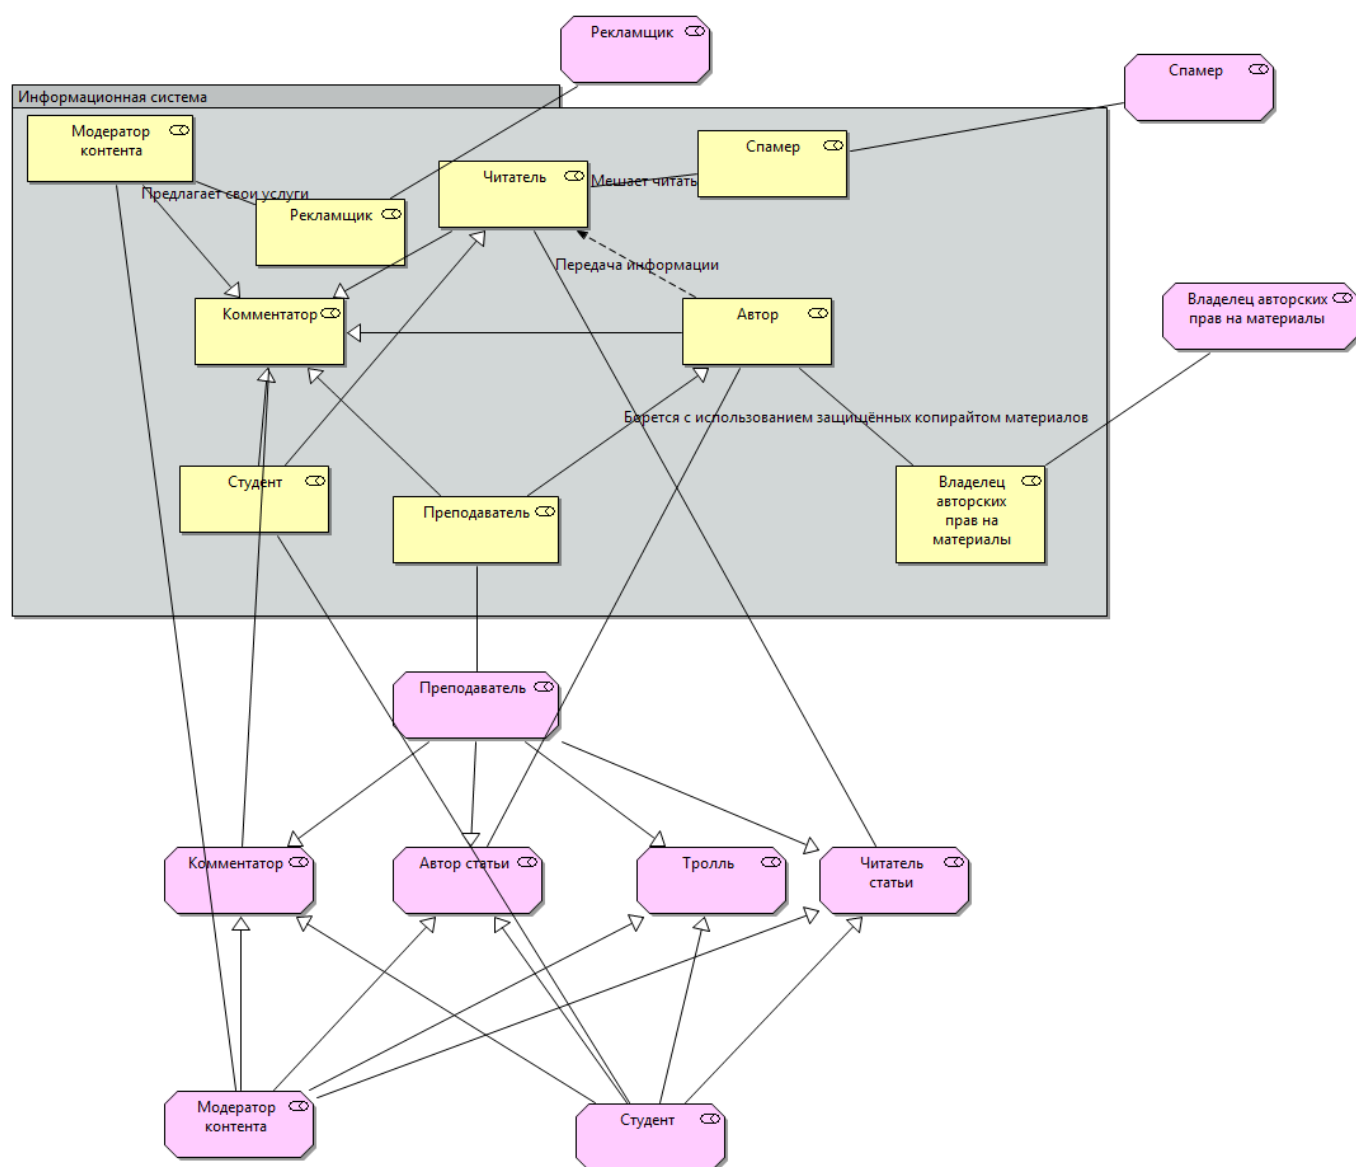 Рекламщик
Спамер
Информационная система
Модератор
контента
Спамер
Читатель
Мешает читать
Предлагает свои услуги
Рекламщик
Передача информации
Комментатор
Автор
Владелец авторских
прав на материалы
Борется с использованием защищённых копирайтом материалов
Студент
Преподаватель
Владелец
авторских
прав на
материалы
Преподаватель
Комментатор
Автор статьи
Тролль
Читатель
статьи
Модератор
контента
Студент